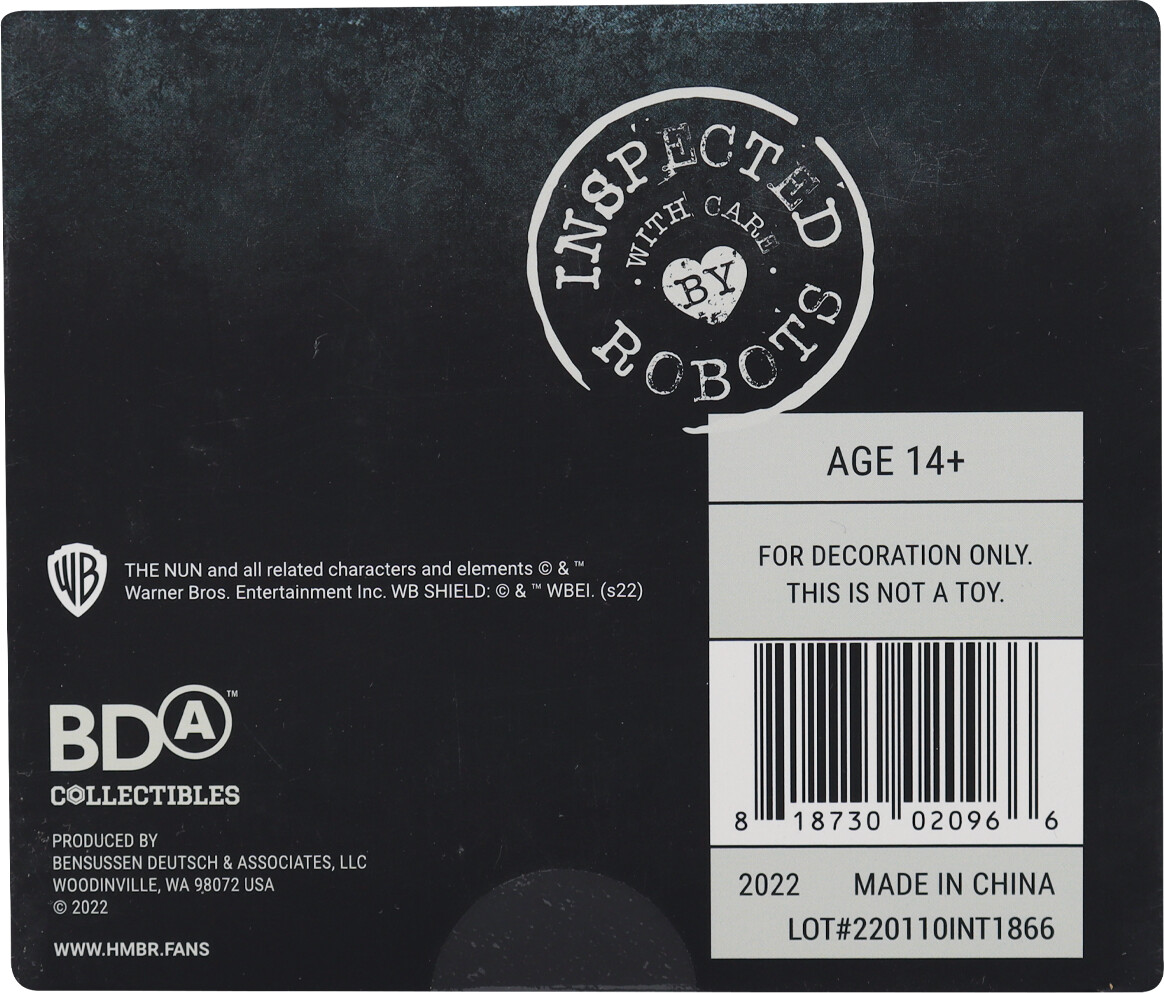 INSPECTED
· WITH CARE ·
BY
ROBOTS
AGE 14+
FOR DECORATION ONLY.
THIS IS NOT A TOY.
WB
THE NUN and all related characters and elements © & ™
Warner Bros. Entertainment Inc. WB SHIELD: © & ™ WBEI. (s22)
BDA™
COLLECTIBLES
PRODUCED BY
BENSUSSEN DEUTSCH & ASSOCIATES, LLC
WOODINVILLE, WA 98072 USA
© 2022
WWW.HMBR.FANS
8 18730 02096 6
2022 MADE IN CHINA
LOT#220110INT1866